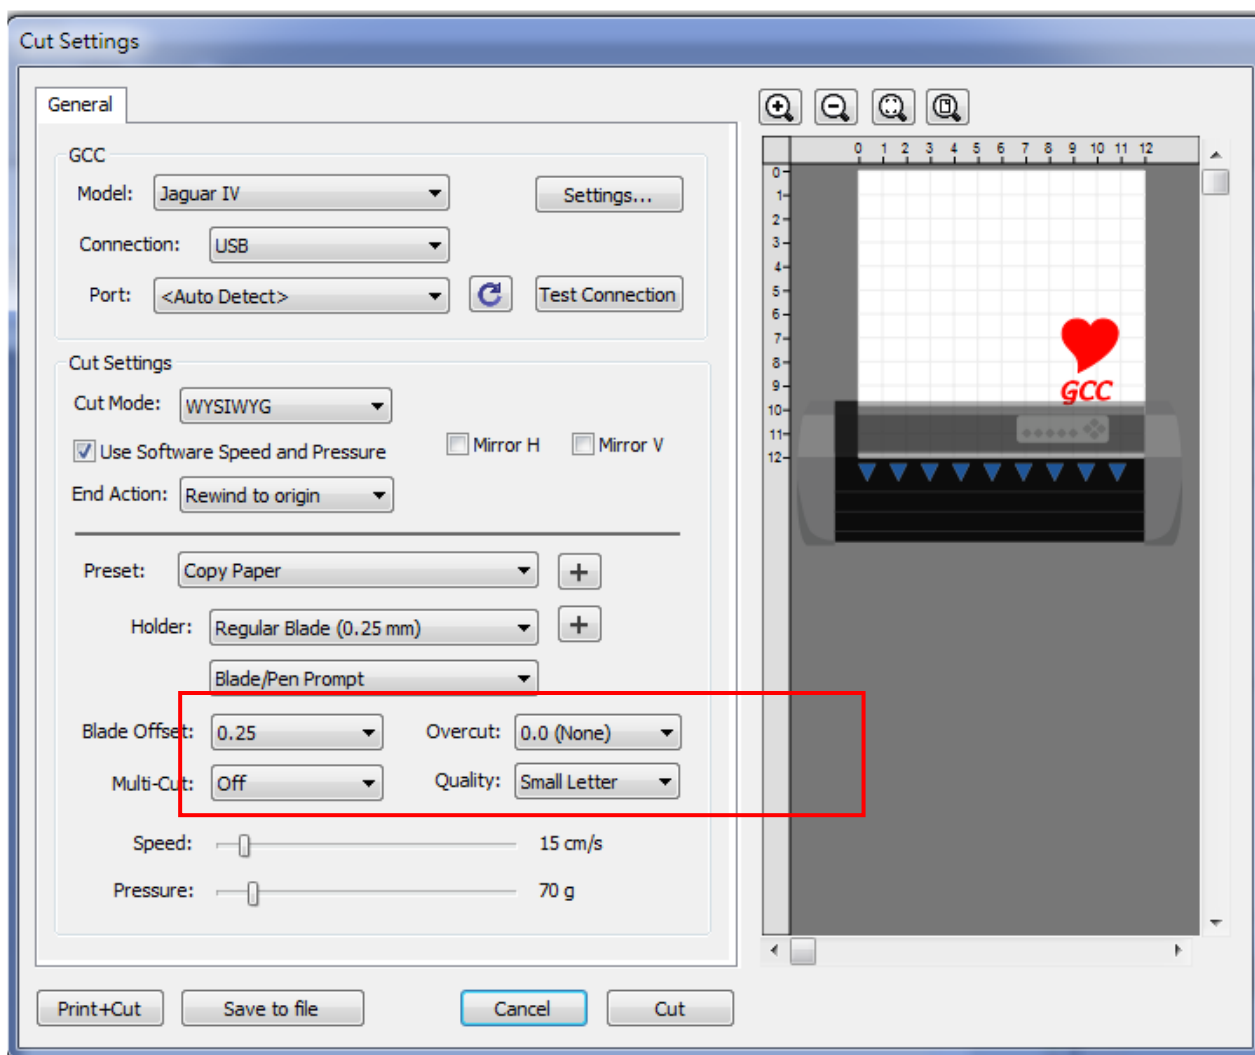 Cut Settings
General
GCC
Model: Jaguar IV Settings...
Connection: USB
Port: <Auto Detect> Test Connection
Cut Settings
Cut Mode: WYSIWYG
Use Software Speed and Pressure Mirror H Mirror V
End Action: Rewind to origin
Preset: Copy Paper +
Holder: Regular Blade (0.25 mm) +
Blade/Pen Prompt
Blade Offset: 0.25 Overcut: 0.0 (None)
Multi-Cut: Off Quality: Small Letter
Speed: 15 cm/s
Pressure: 70 g
Print+Cut Save to file Cancel Cut
0 1 2 3 4 5 6 7 8 9 10 11 12
0
1
2
3
4
5
6
7
8
9
10
11
12
GCC